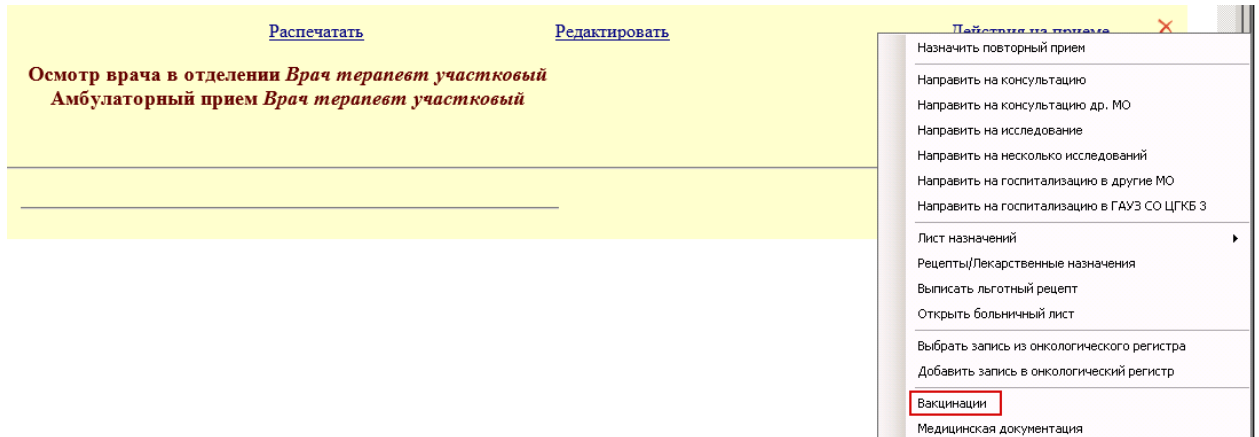 Распечатать Редактировать Действия на приеме
Осмотр врача в отделении Врач терапевт участковый
Амбулаторный прием Врач терапевт участковый
Назначить повторный прием
Направить на консультацию
Направить на консультацию др. МО
Направить на исследование
Направить на несколько исследований
Направить на госпитализацию в другие МО
Направить на госпитализацию в ГАУЗ СО ЦГКБ 3
Лист назначений
Рецепты/Лекарственные назначения
Выписать льготный рецепт
Открыть больничный лист
Выбрать запись из онкологического регистра
Добавить запись в онкологический регистр
Вакцинации
Медицинская документация